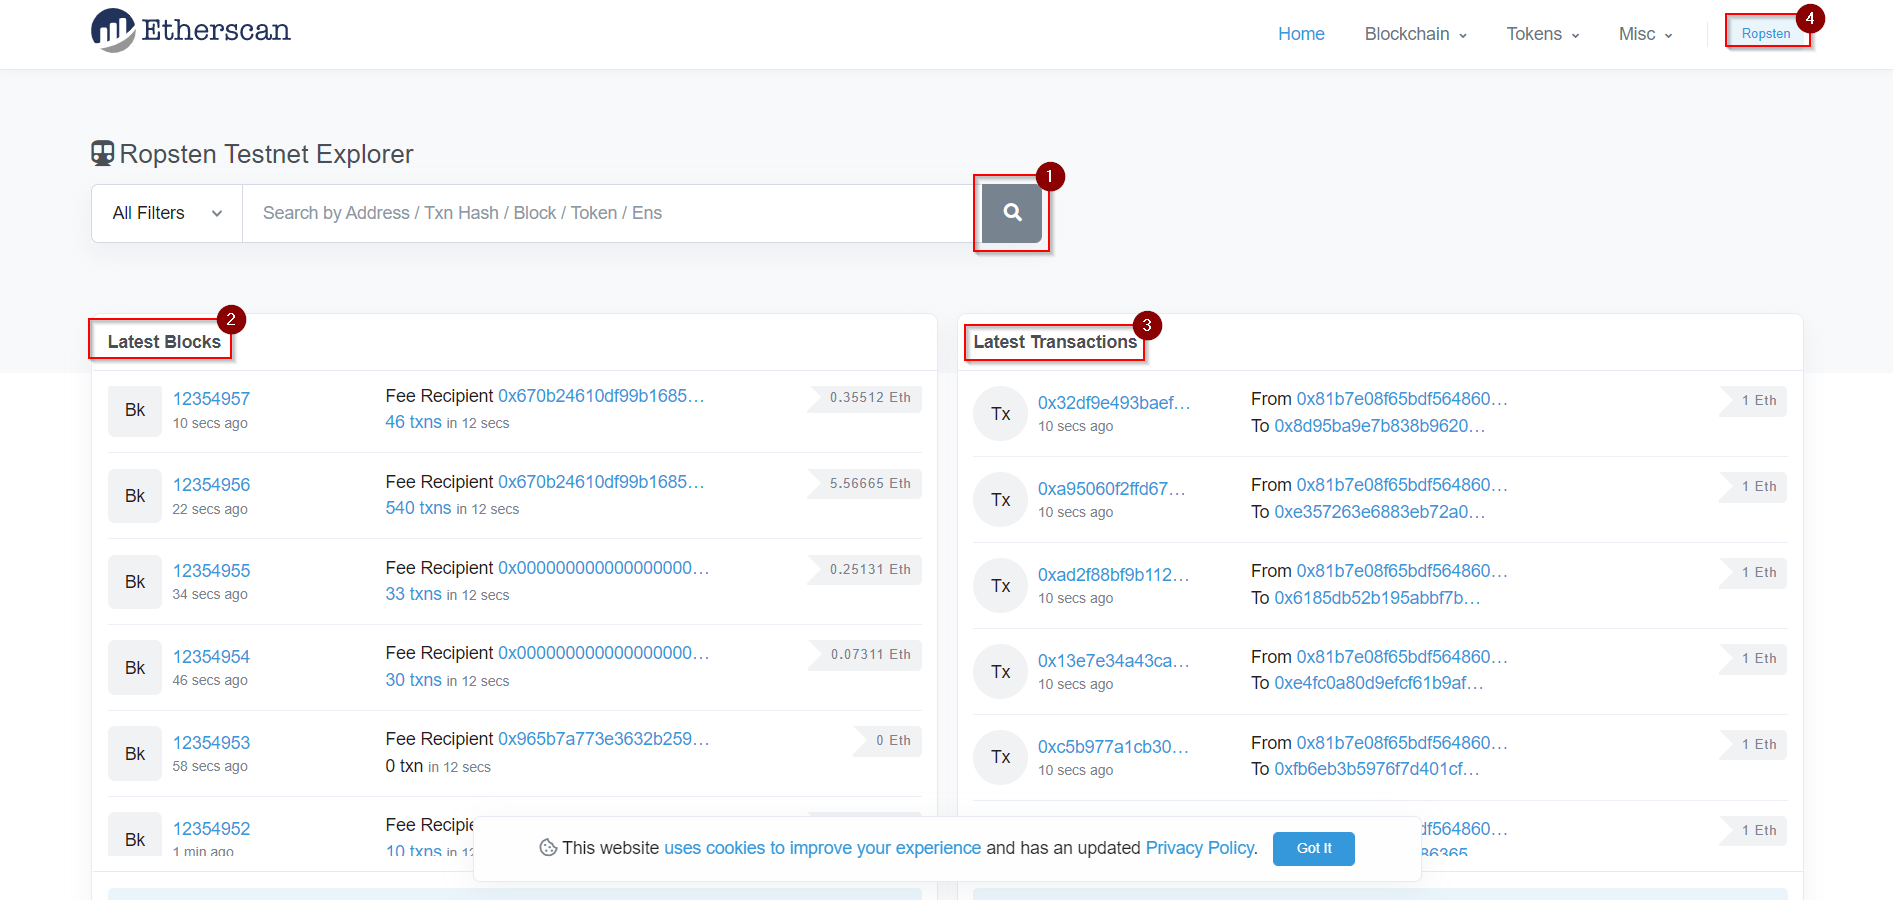 Etherscan
Home Blockchain Tokens Misc Ropsten 4
Ropsten Testnet Explorer
1
All Filters Search by Address / Txn Hash / Block / Token / Ens
2
Latest Blocks
Bk 12354957 Fee Recipient 0x670b24610df99b1685... 0.35512 Eth
10 secs ago 46 txns in 12 secs
Bk 12354956 Fee Recipient 0x670b24610df99b1685... 5.56665 Eth
22 secs ago 540 txns in 12 secs
Bk 12354955 Fee Recipient 0x000000000000000000... 0.25131 Eth
34 secs ago 33 txns in 12 secs
Bk 12354954 Fee Recipient 0x000000000000000000... 0.07311 Eth
46 secs ago 30 txns in 12 secs
Bk 12354953 Fee Recipient 0x965b7a773e3632b259... 0 Eth
58 secs ago 0 txn in 12 secs
Bk 12354952 Fee
1 min ago 10 txns in
3
Latest Transactions
Tx 0x32df9e493baef... From 0x81b7e08f65bdf564860... 1 Eth
10 secs ago To 0x8d95ba9e7b838b9620...
Tx 0xa95060f2ffd67... From 0x81b7e08f65bdf564860... 1 Eth
10 secs ago To 0xe357263e6883eb72a0...
Tx 0xad2f88bf9b112... From 0x81b7e08f65bdf564860... 1 Eth
10 secs ago To 0x6185db52b195abbf7b...
Tx 0x13e7e34a43ca... From 0x81b7e08f65bdf564860... 1 Eth
10 secs ago To 0xe4fc0a80d9efcf61b9af...
Tx 0xc5b977a1cb30... From 0x81b7e08f65bdf564860... 1 Eth
10 secs ago To 0xfb6eb3b5976f7d401cf...
1 Eth
This website uses cookies to improve your experience and has an updated Privacy Policy. Got It